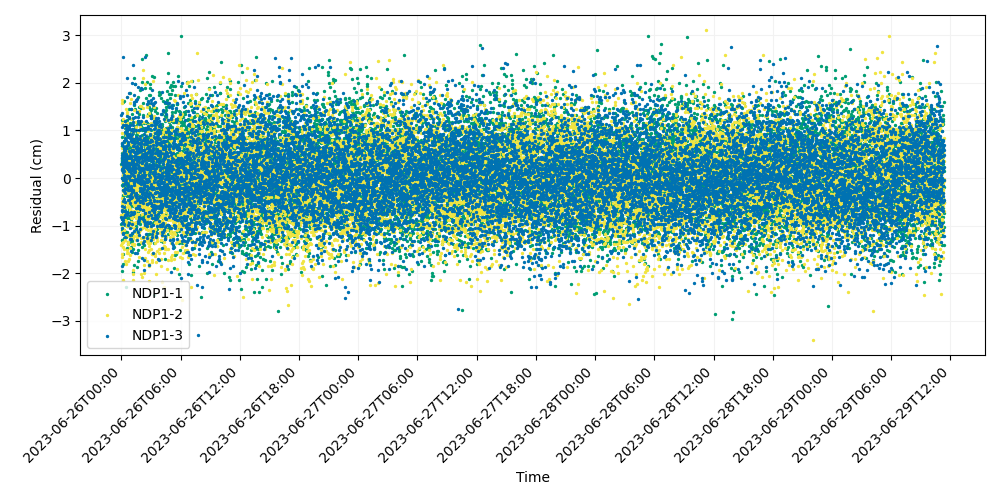 Residual (cm)
3
2
1
0
−1
−2
−3
NDP1-1
NDP1-2
NDP1-3
2023-06-26T00:00
2023-06-26T06:00
2023-06-26T12:00
2023-06-26T18:00
2023-06-27T00:00
2023-06-27T06:00
2023-06-27T12:00
2023-06-27T18:00
2023-06-28T00:00
2023-06-28T06:00
2023-06-28T12:00
2023-06-28T18:00
2023-06-29T00:00
2023-06-29T06:00
2023-06-29T12:00
Time